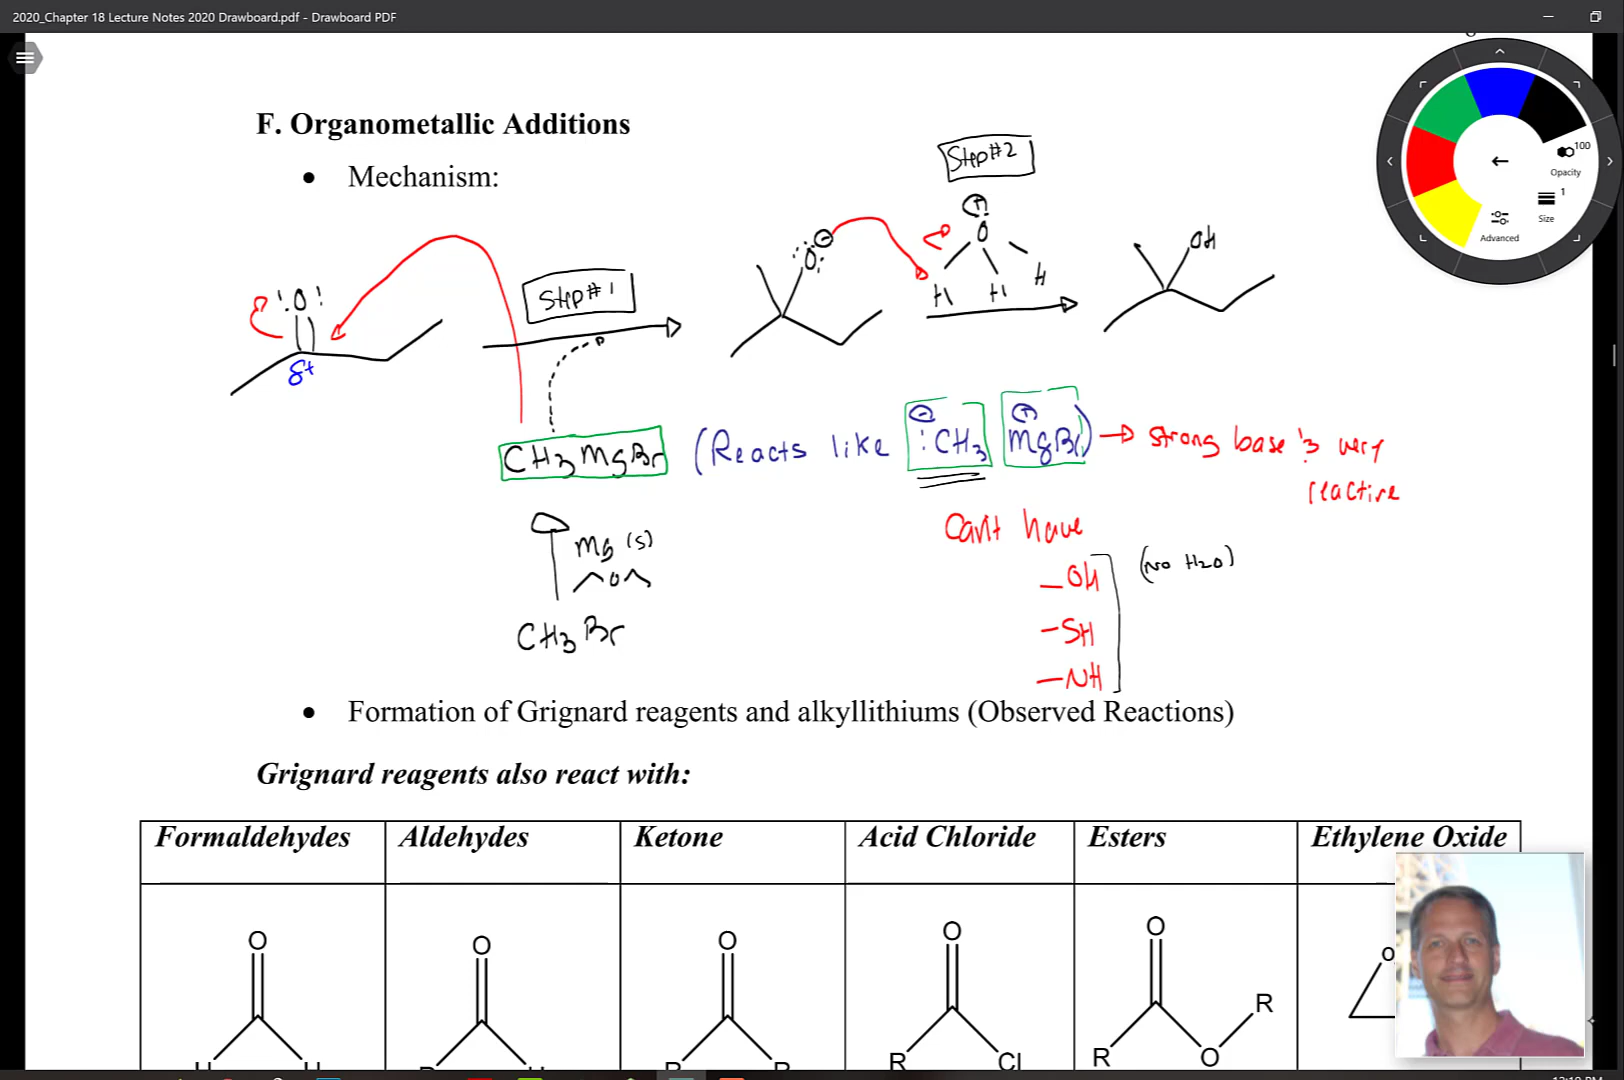 2020_Chapter 18 Lecture Notes 2020 Drawboard.pdf - Drawboard PDF
F. Organometallic Additions
• Mechanism:
Step #1
Step #2
:O:
δ+
:O: ⊖
⊕
O
H H H
OH
100
Opacity
1
Size
Advanced
CH3MgBr (Reacts like ⊖ :CH3 ⊕ MgBr) → strong base & very
reactive
Mg (s)
O
CH3Br
Can't have
-OH (no H2O)
-SH
-NH
• Formation of Grignard reagents and alkyllithiums (Observed Reactions)
Grignard reagents also react with:
Formaldehydes Aldehydes Ketone Acid Chloride Esters Ethylene Oxide
O O O O O O
R
H H R H R R R Cl R O